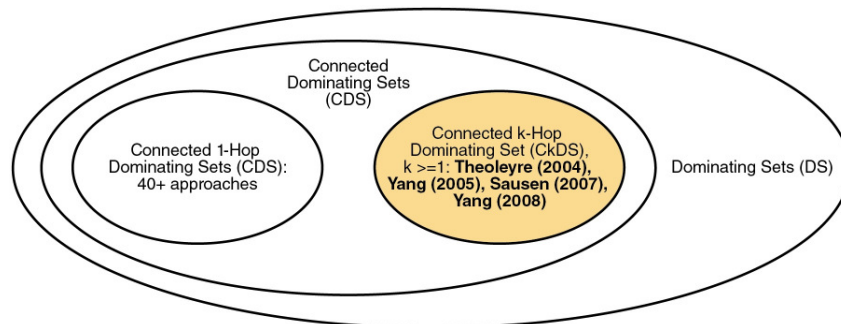 Connected
Dominating Sets
(CDS)
Connected 1-Hop
Dominating Sets (CDS):
40+ approaches
Connected k-Hop
Dominating Set (CkDS),
k >=1: Theoleyre (2004),
Yang (2005), Sausen (2007),
Yang (2008)
Dominating Sets (DS)